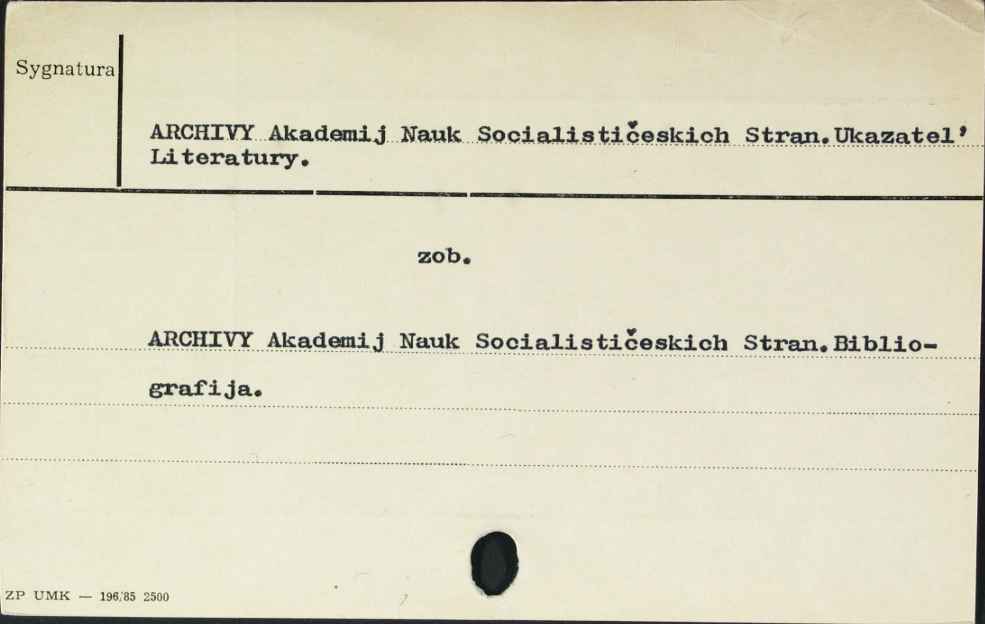 Sygnatura
ARCHIVY Akademij Nauk Socialističeskich Stran.Ukazatel’
Literatury.
zob.
ARCHIVY Akademij Nauk Socialističeskich Stran.Biblio-
grafija.
ZP UMK — 196/85 2500